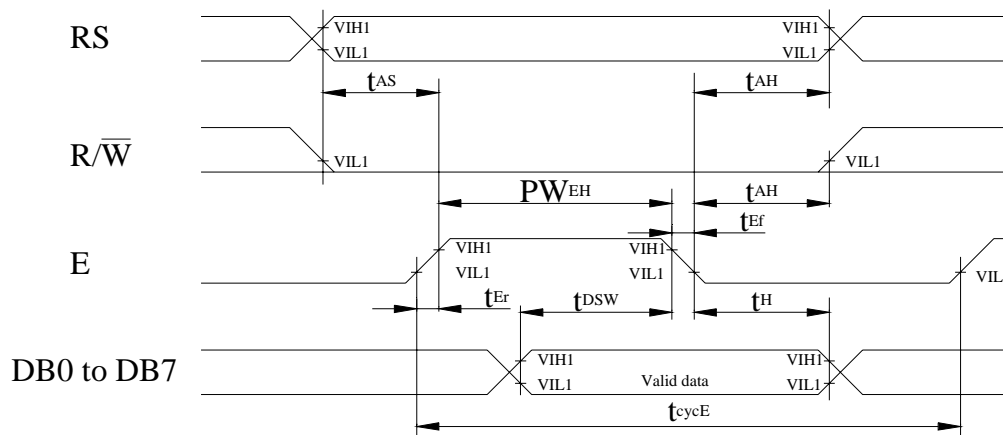 RS
VIH1 VIH1
VIL1 VIL1
tAS tAH
R/W̅
VIL1 VIL1
PWEH tAH
tEf
E
VIH1 VIH1
VIL1 VIL1 VIL
tEr tDSW tH
DB0 to DB7
VIH1 VIH1
VIL1 Valid data VIL1
tcycE